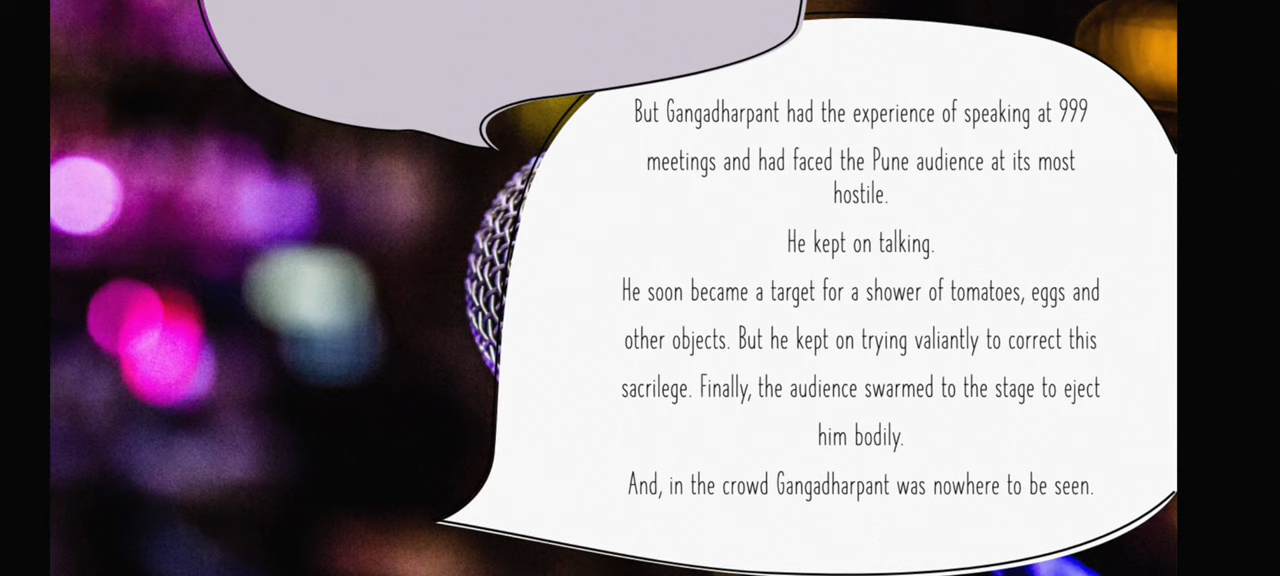 But Gangadharpant had the experience of speaking at 999
meetings and had faced the Pune audience at its most
hostile.
He kept on talking.
He soon became a target for a shower of tomatoes, eggs and
other objects. But he kept on trying valiantly to correct this
sacrilege. Finally, the audience swarmed to the stage to eject
him bodily.
And, in the crowd Gangadharpant was nowhere to be seen.